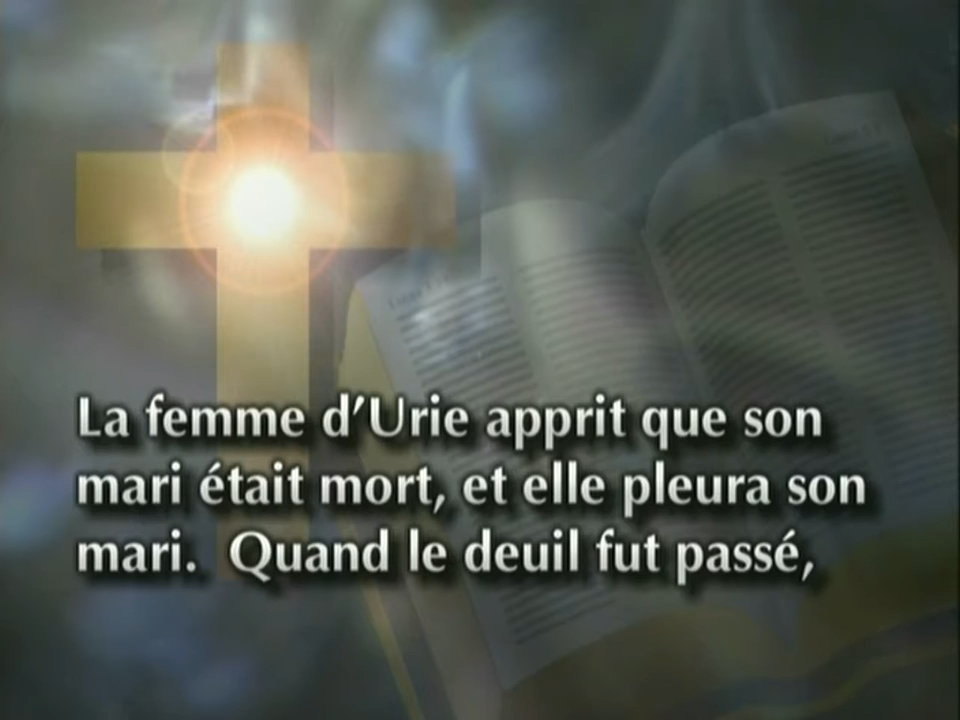 La femme d’Urie apprit que son
mari était mort, et elle pleura son
mari.  Quand le deuil fut passé,